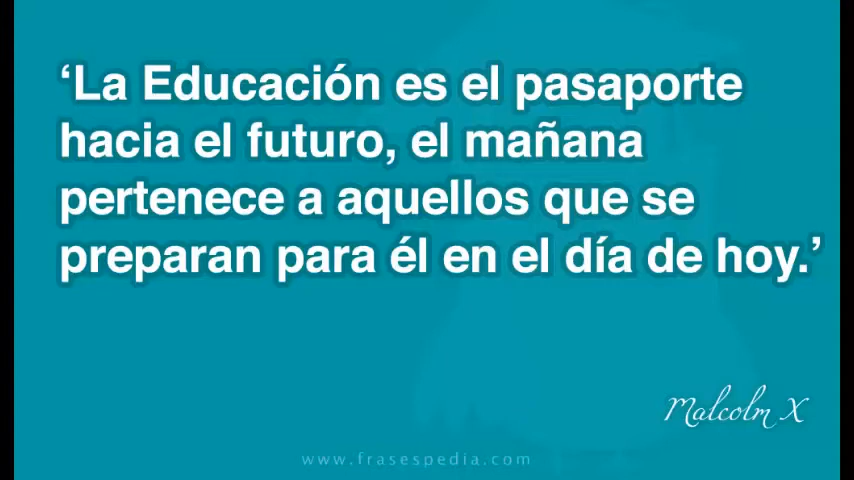 ‘La Educación es el pasaporte
hacia el futuro, el mañana
pertenece a aquellos que se
preparan para él en el día de hoy.’
Malcolm X
www.frasespedia.com